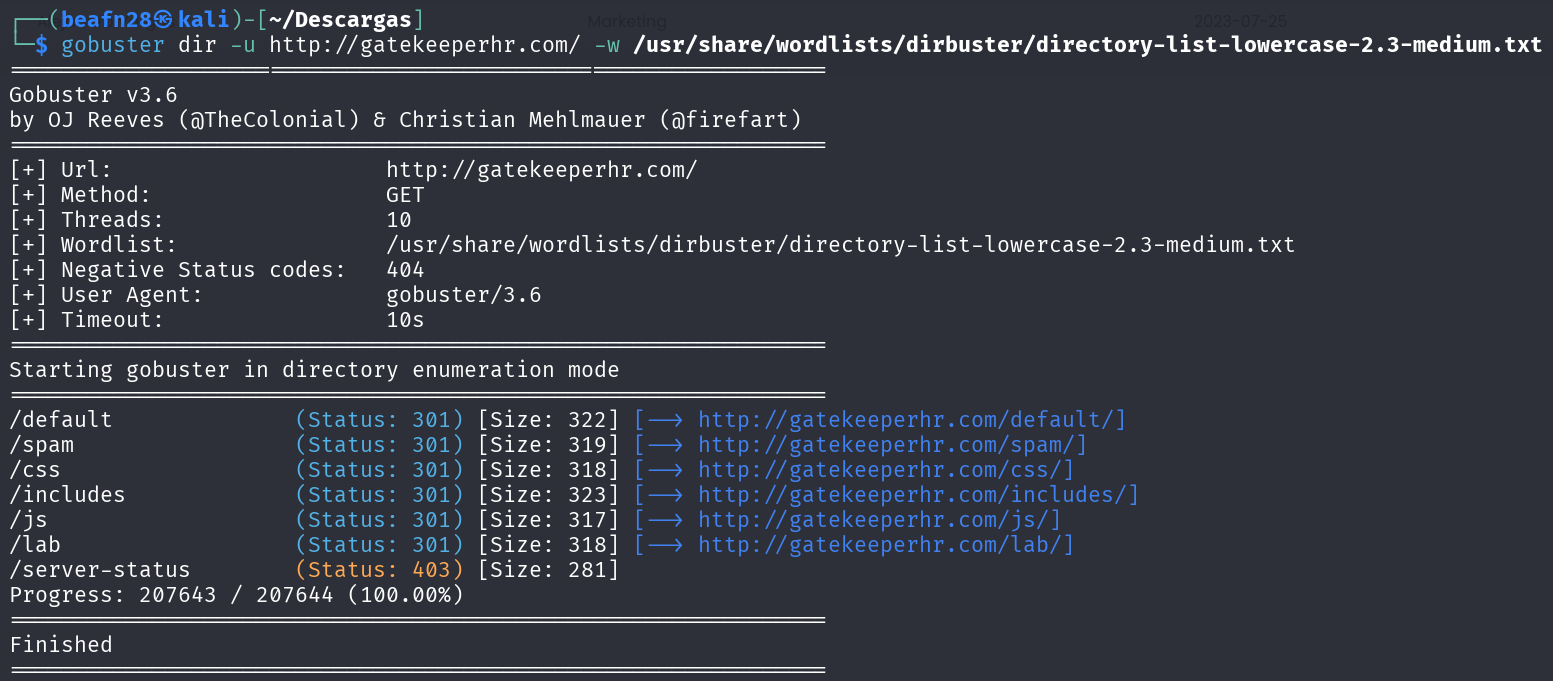 ┌──(beafn28㉿kali)-[~/Descargas]
Marketing
2023-07-25
└─$ gobuster dir -u http://gatekeeperhr.com/ -w /usr/share/wordlists/dirbuster/directory-list-lowercase-2.3-medium.txt
===============================================================
Gobuster v3.6
by OJ Reeves (@TheColonial) & Christian Mehlmauer (@firefart)
===============================================================
[+] Url:                     http://gatekeeperhr.com/
[+] Method:                  GET
[+] Threads:                 10
[+] Wordlist:                /usr/share/wordlists/dirbuster/directory-list-lowercase-2.3-medium.txt
[+] Negative Status codes:   404
[+] User Agent:              gobuster/3.6
[+] Timeout:                 10s
===============================================================
Starting gobuster in directory enumeration mode
===============================================================
/default              (Status: 301) [Size: 322] [--> http://gatekeeperhr.com/default/]
/spam                 (Status: 301) [Size: 319] [--> http://gatekeeperhr.com/spam/]
/css                  (Status: 301) [Size: 318] [--> http://gatekeeperhr.com/css/]
/includes             (Status: 301) [Size: 323] [--> http://gatekeeperhr.com/includes/]
/js                   (Status: 301) [Size: 317] [--> http://gatekeeperhr.com/js/]
/lab                  (Status: 301) [Size: 318] [--> http://gatekeeperhr.com/lab/]
/server-status        (Status: 403) [Size: 281]
Progress: 207643 / 207644 (100.00%)
===============================================================
Finished
===============================================================